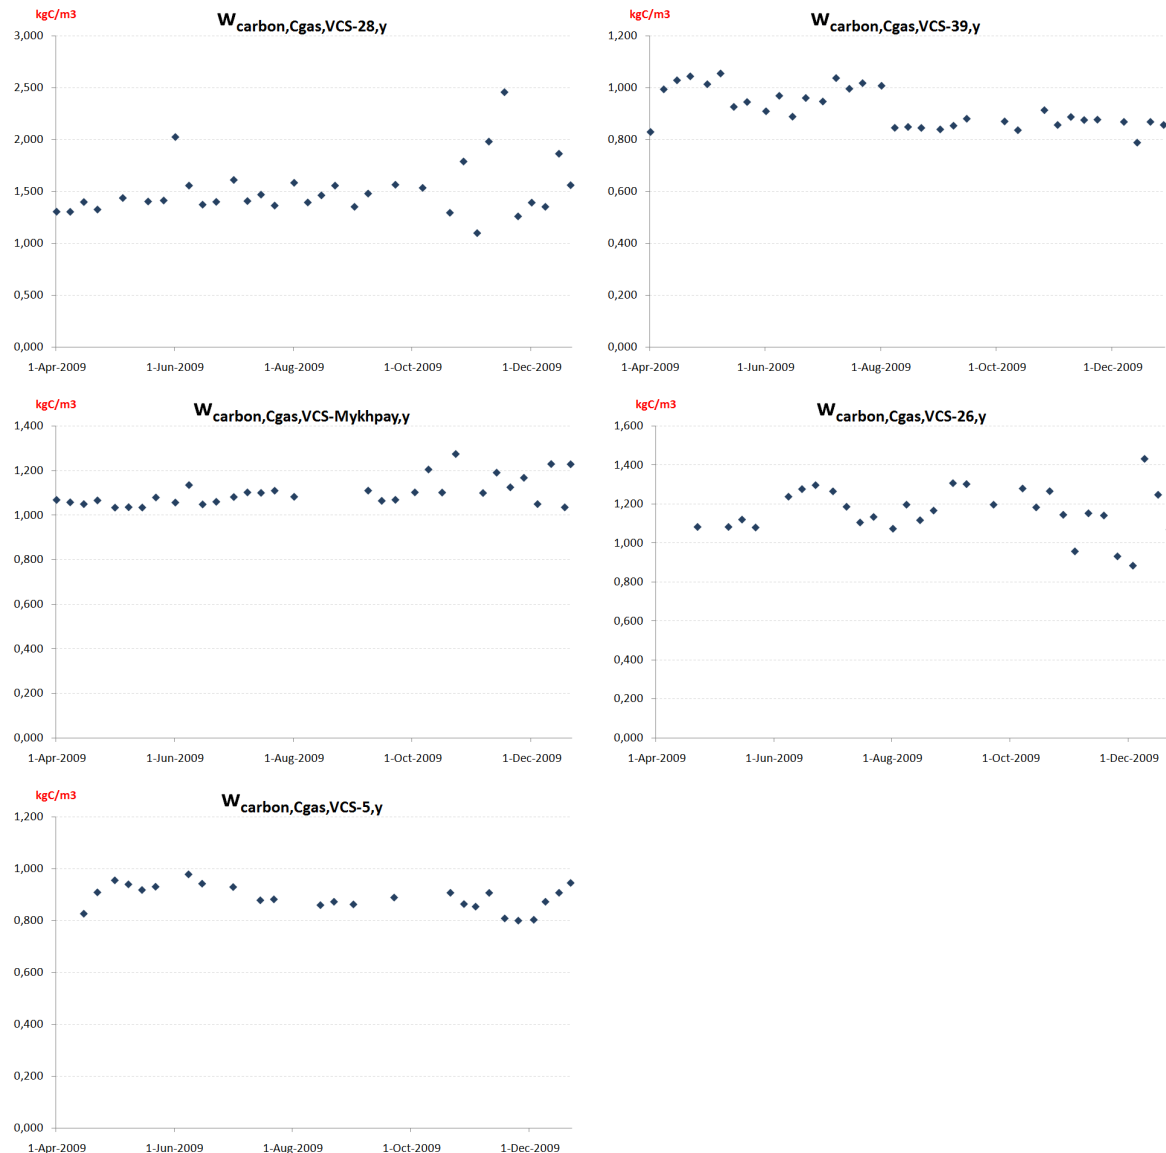 kgC/m3
Wcarbon,Cgas,VCS-28,y
3,000
2,500
2,000
1,500
1,000
0,500
0,000
1-Apr-2009 1-Jun-2009 1-Aug-2009 1-Oct-2009 1-Dec-2009
kgC/m3
Wcarbon,Cgas,VCS-39,y
1,200
1,000
0,800
0,600
0,400
0,200
0,000
1-Apr-2009 1-Jun-2009 1-Aug-2009 1-Oct-2009 1-Dec-2009
kgC/m3
Wcarbon,Cgas,VCS-Mykhpay,y
1,400
1,200
1,000
0,800
0,600
0,400
0,200
0,000
1-Apr-2009 1-Jun-2009 1-Aug-2009 1-Oct-2009 1-Dec-2009
kgC/m3
Wcarbon,Cgas,VCS-26,y
1,600
1,400
1,200
1,000
0,800
0,600
0,400
0,200
0,000
1-Apr-2009 1-Jun-2009 1-Aug-2009 1-Oct-2009 1-Dec-2009
kgC/m3
Wcarbon,Cgas,VCS-5,y
1,200
1,000
0,800
0,600
0,400
0,200
0,000
1-Apr-2009 1-Jun-2009 1-Aug-2009 1-Oct-2009 1-Dec-2009